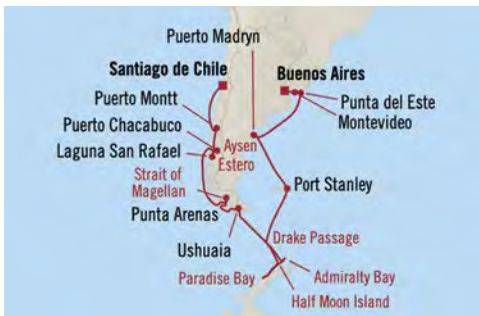 Puerto Madryn
Santiago de Chile
Buenos Aires
Puerto Montt
Punta del Este
Montevideo
Puerto Chacabuco
Laguna San Rafael
Aysen
Estero
Strait of
Magellan
Port Stanley
Punta Arenas
Ushuaia
Drake Passage
Paradise Bay
Admiralty Bay
Half Moon Island